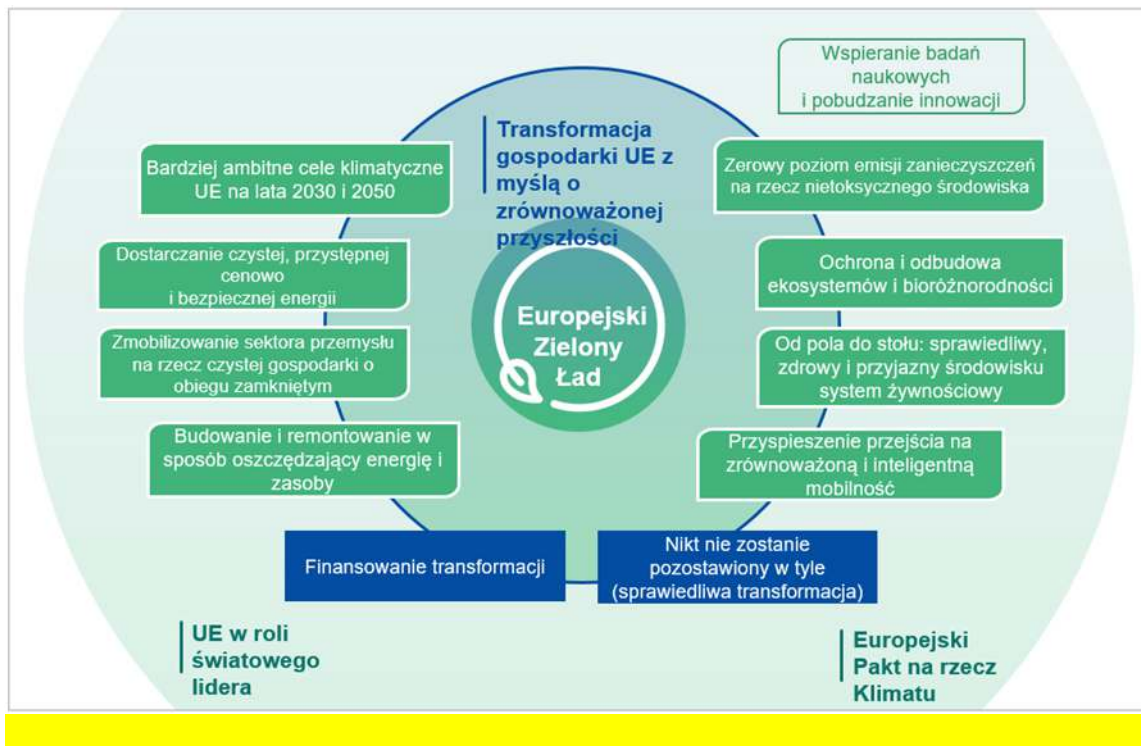 Wspieranie badań
naukowych
i pobudzanie innowacji
Transformacja
gospodarki UE z
myślą o
zrównoważonej
przyszłości
Bardziej ambitne cele klimatyczne
UE na lata 2030 i 2050
Zerowy poziom emisji zanieczyszczeń
na rzecz nietoksycznego środowiska
Dostarczanie czystej, przystępnej
cenowo
i bezpiecznej energii
Ochrona i odbudowa
ekosystemów i bioróżnorodności
Europejski
Zielony
Ład
Zmobilizowanie sektora przemysłu
na rzecz czystej gospodarki o
obiegu zamkniętym
Od pola do stołu: sprawiedliwy,
zdrowy i przyjazny środowisku
system żywnościowy
Budowanie i remontowanie w
sposób oszczędzający energię i
zasoby
Przyspieszenie przejścia na
zrównoważoną i inteligentną
mobilność
Finansowanie transformacji
Nikt nie zostanie
pozostawiony w tyle
(sprawiedliwa transformacja)
UE w roli
światowego
lidera
Europejski
Pakt na rzecz
Klimatu